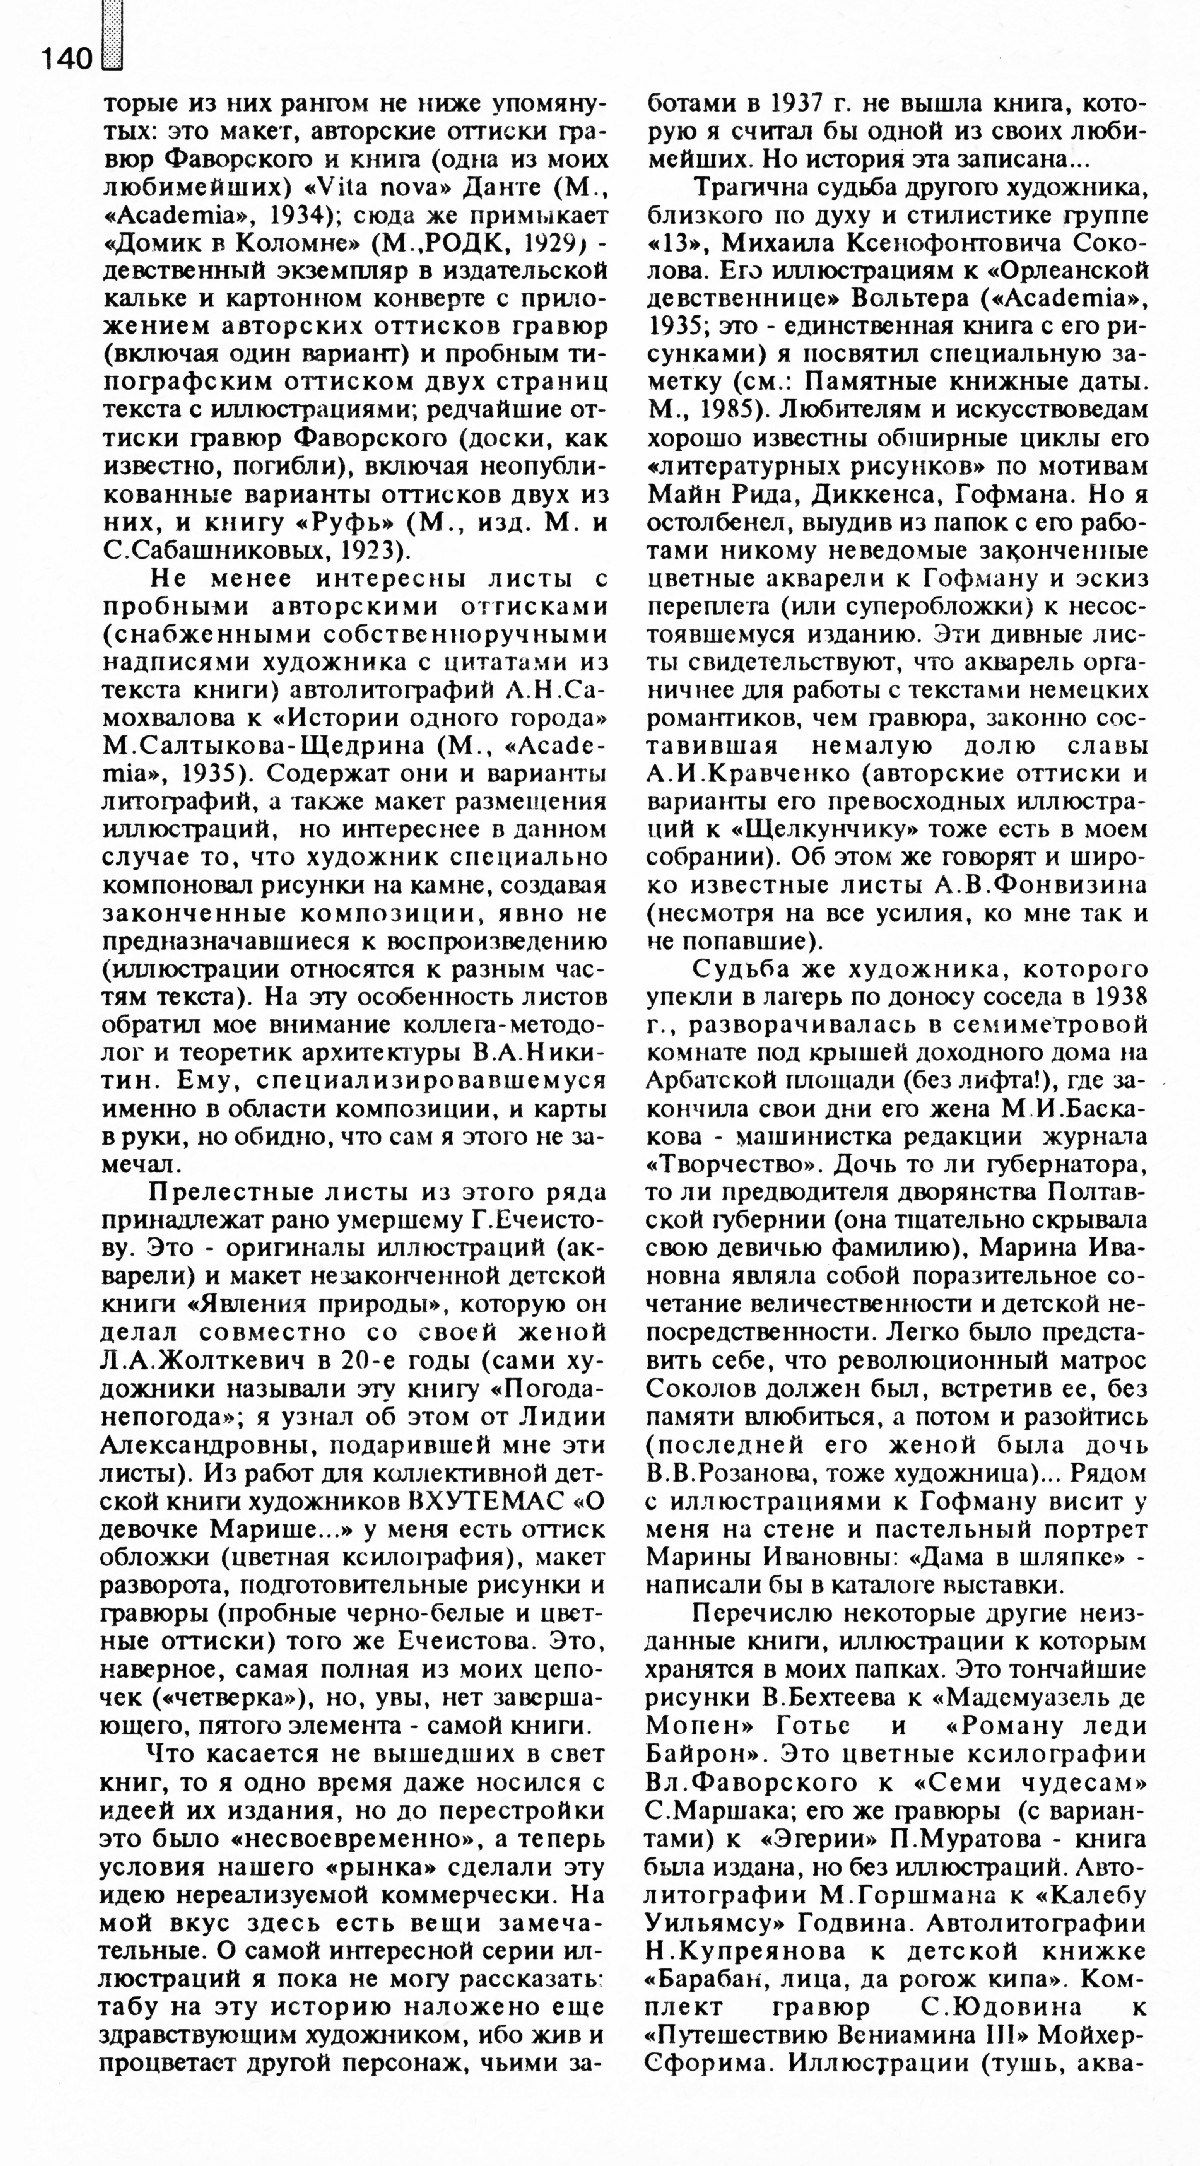 140
торые из них рангом не ниже упомяну-
тых: это макет, авторские оттиски гра-
вюр Фаворского и книга (одна из моих
любимейших) «Vita nova» Данте (М.,
«Academia», 1934); сюда же примыкает
«Домик в Коломне» (М.,РОДК, 1929) -
девственный экземпляр в издательской
кальке и картонном конверте с прило-
жением авторских оттисков гравюр
(включая один вариант) и пробным ти-
пографским оттиском двух страниц
текста с иллюстрациями; редчайшие от-
тиски гравюр Фаворского (доски, как
известно, погибли), включая неопубли-
кованные варианты оттисков двух из
них, и книгу «Руфь» (М., изд. М. и
С.Сабашниковых, 1923).
Не менее интересны листы с
пробными авторскими оттисками
(снабженными собственноручными
надписями художника с цитатами из
текста книги) автолитографий А.Н.Са-
мохвалова к «Истории одного города»
М.Салтыкова-Щедрина (М., «Acade-
mia», 1935). Содержат они и варианты
литографий, а также макет размещения
иллюстраций, но интереснее в данном
случае то, что художник специально
компоновал рисунки на камне, создавая
законченные композиции, явно не
предназначавшиеся к воспроизведению
(иллюстрации относятся к разным час-
тям текста). На эту особенность листов
обратил мое внимание коллега-методо-
лог и теоретик архитектуры В.А.Ники-
тин. Ему, специализировавшемуся
именно в области композиции, и карты
в руки, но обидно, что сам я этого не за-
мечал.
Прелестные листы из этого ряда
принадлежат рано умершему Г.Ечеисто-
ву. Это - оригиналы иллюстраций (ак-
варели) и макет незаконченной детской
книги «Явления природы», которую он
делал совместно со своей женой
Л.А.Жолткевич в 20-е годы (сами ху-
дожники называли эту книгу «Погода-
непогода»; я узнал об этом от Лидии
Александровны, подарившей мне эти
листы). Из работ для коллективной дет-
ской книги художников ВХУТЕМАС «О
девочке Марише...» у меня есть оттиск
обложки (цветная ксилография), макет
разворота, подготовительные рисунки и
гравюры (пробные черно-белые и цвет-
ные оттиски) того же Ечеистова. Это,
наверное, самая полная из моих цепо-
чек («четверка»), но, увы, нет заверша-
ющего, пятого элемента - самой книги.
Что касается не вышедших в свет
книг, то я одно время даже носился с
идеей их издания, но до перестройки
это было «несвоевременно», а теперь
условия нашего «рынка» сделали эту
идею нереализуемой коммерчески. На
мой вкус здесь есть вещи замеча-
тельные. О самой интересной серии ил-
люстраций я пока не могу рассказать:
табу на эту историю наложено еще
здравствующим художником, ибо жив и
процветает другой персонаж, чьими за-
ботами в 1937 г. не вышла книга, кото-
рую я считал бы одной из своих люби-
мейших. Но история эта записана...
Трагична судьба другого художника,
близкого по духу и стилистике группе
«13», Михаила Ксенофонтовича Соко-
лова. Его иллюстрациям к «Орлеанской
девственнице» Вольтера («Academia»,
1935; это - единственная книга с его ри-
сунками) я посвятил специальную за-
метку (см.: Памятные книжные даты.
М., 1985). Любителям и искусствоведам
хорошо известны обширные циклы его
«литературных рисунков» по мотивам
Майн Рида, Диккенса, Гофмана. Но я
остолбенел, выудив из папок с его рабо-
тами никому неведомые законченные
цветные акварели к Гофману и эскиз
переплета (или суперобложки) к несос-
тоявшемуся изданию. Эти дивные лис-
ты свидетельствуют, что акварель орга-
ничнее для работы с текстами немецких
романтиков, чем гравюра, законно сос-
тавившая немалую долю славы
А.И.Кравченко (авторские оттиски и
варианты его превосходных иллюстра-
ций к «Щелкунчику» тоже есть в моем
собрании). Об этом же говорят и широ-
ко известные листы А.В.Фонвизина
(несмотря на все усилия, ко мне так и
не попавшие).
Судьба же художника, которого
упекли в лагерь по доносу соседа в 1938
г., разворачивалась в семиметровой
комнате под крышей доходного дома на
Арбатской площади (без лифта!), где за-
кончила свои дни его жена М.И.Баска-
кова - машинистка редакции журнала
«Творчество». Дочь то ли губернатора,
то ли предводителя дворянства Полтав-
ской губернии (она тщательно скрывала
свою девичью фамилию), Марина Ива-
новна являла собой поразительное со-
четание величественности и детской не-
посредственности. Легко было предста-
вить себе, что революционный матрос
Соколов должен был, встретив ее, без
памяти влюбиться, а потом и разойтись
(последней его женой была дочь
В.В.Розанова, тоже художница)... Рядом
с иллюстрациями к Гофману висит у
меня на стене и пастельный портрет
Марины Ивановны: «Дама в шляпке» -
написали бы в каталоге выставки.
Перечислю некоторые другие неиз-
данные книги, иллюстрации к которым
хранятся в моих папках. Это тончайшие
рисунки В.Бехтеева к «Мадемуазель де
Мопен» Готье и «Роману леди
Байрон». Это цветные ксилографии
Вл.Фаворского к «Семи чудесам»
С.Маршака; его же гравюры (с вариан-
тами) к «Эгерии» П.Муратова - книга
была издана, но без иллюстраций. Авто-
литографии М.Горшмана к «Калебу
Уильямсу» Годвина. Автолитографии
Н.Купреянова к детской книжке
«Барабан, лица, да рогож кипа». Ком-
плект гравюр С.Юдовина к
«Путешествию Вениамина III» Мойхер-
Сфорима. Иллюстрации (тушь, аква-